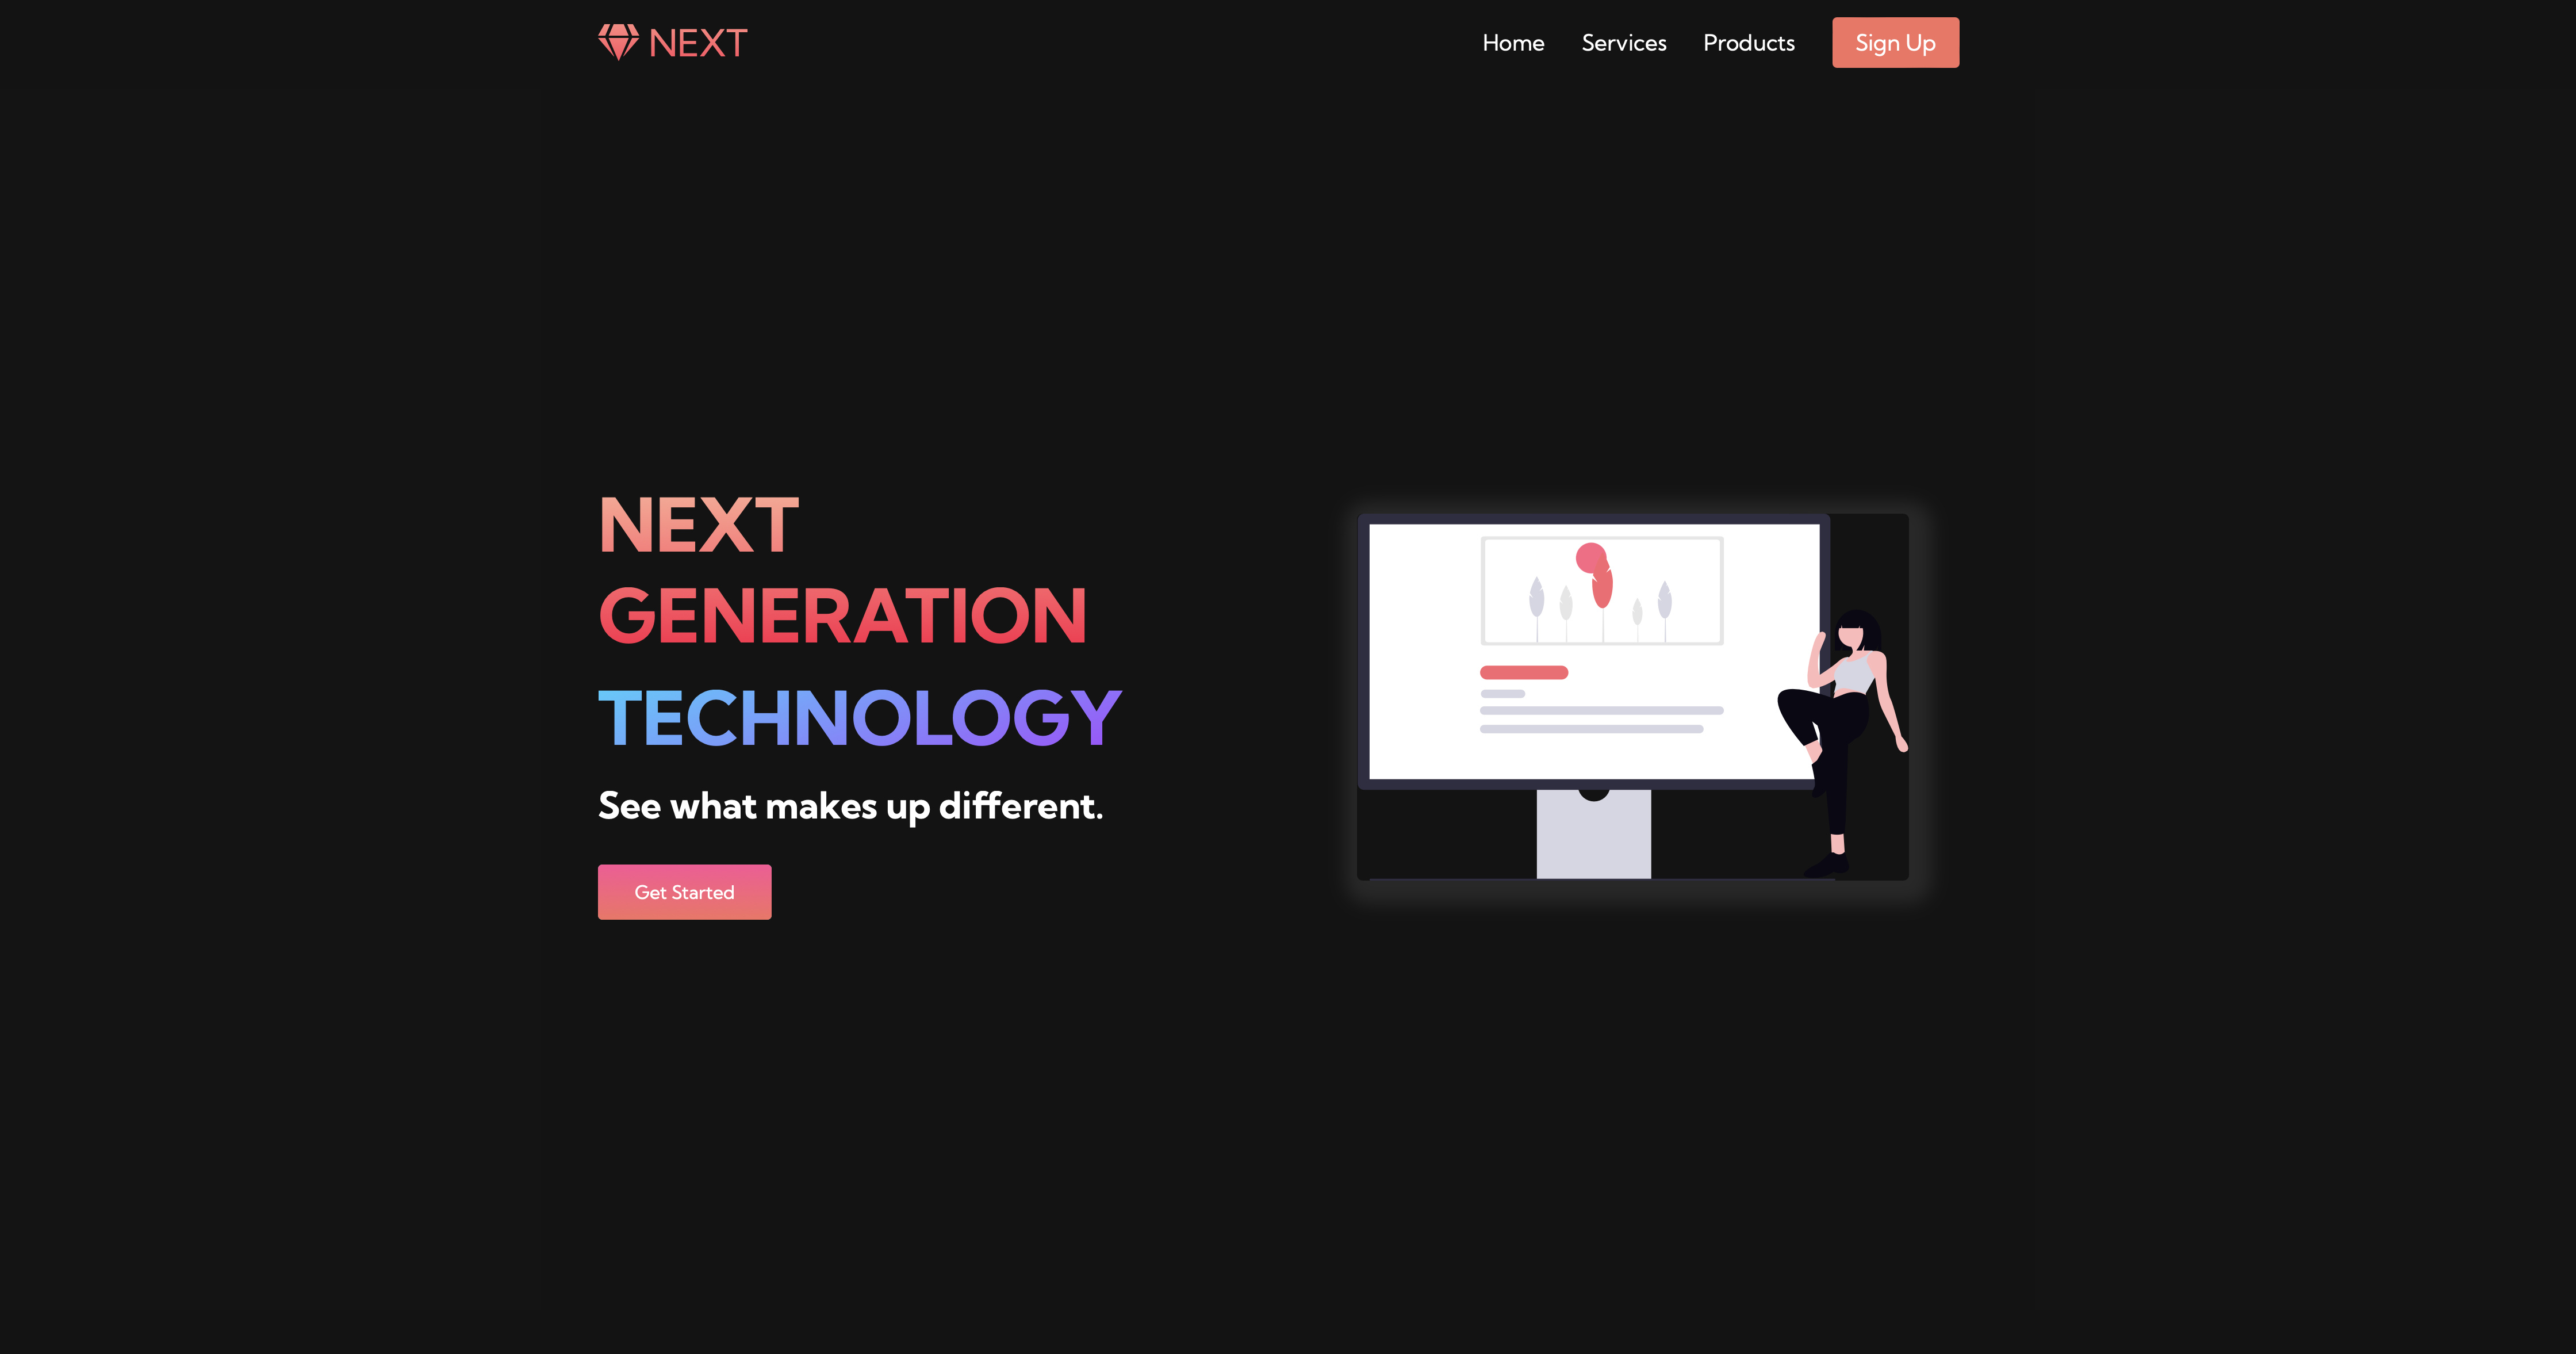 NEXT
Home
Services
Products
Sign Up
NEXT
GENERATION
TECHNOLOGY
See what makes up different.
Get Started